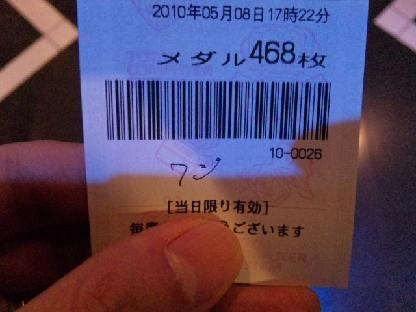 2010年05月08日17時22分
メダル468枚
10-0026
ワジ
[当日限り有効]
毎度 ございます